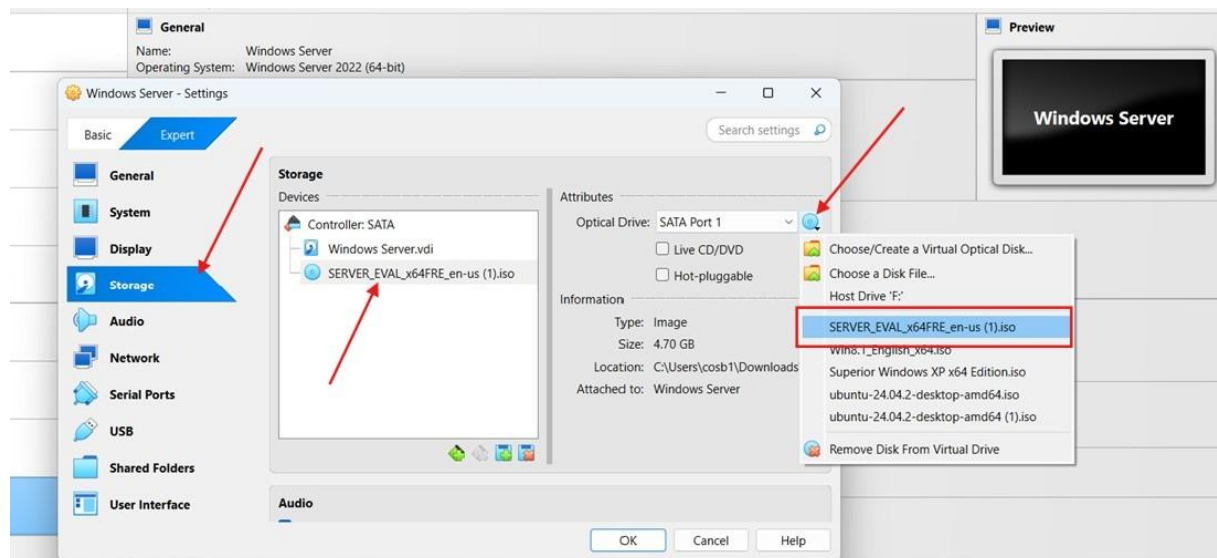 General
Name: Windows Server
Operating System: Windows Server 2022 (64-bit)
Preview
Windows Server
Windows Server - Settings
Basic
Expert
Search settings
General
System
Display
Storage
Audio
Network
Serial Ports
USB
Shared Folders
User Interface
Storage
Devices
Controller: SATA
Windows Server.vdi
SERVER_EVAL_x64FRE_en-us (1).iso
Attributes
Optical Drive: SATA Port 1
Live CD/DVD
Hot-pluggable
Information
Type: Image
Size: 4.70 GB
Location: C:\Users\cosb1\Downloads
Attached to: Windows Server
Choose/Create a Virtual Optical Disk...
Choose a Disk File...
Host Drive 'F:'
SERVER_EVAL_x64FRE_en-us (1).iso
Win8.1_English_x64.iso
Superior Windows XP x64 Edition.iso
ubuntu-24.04.2-desktop-amd64.iso
ubuntu-24.04.2-desktop-amd64 (1).iso
Remove Disk From Virtual Drive
Audio
OK
Cancel
Help